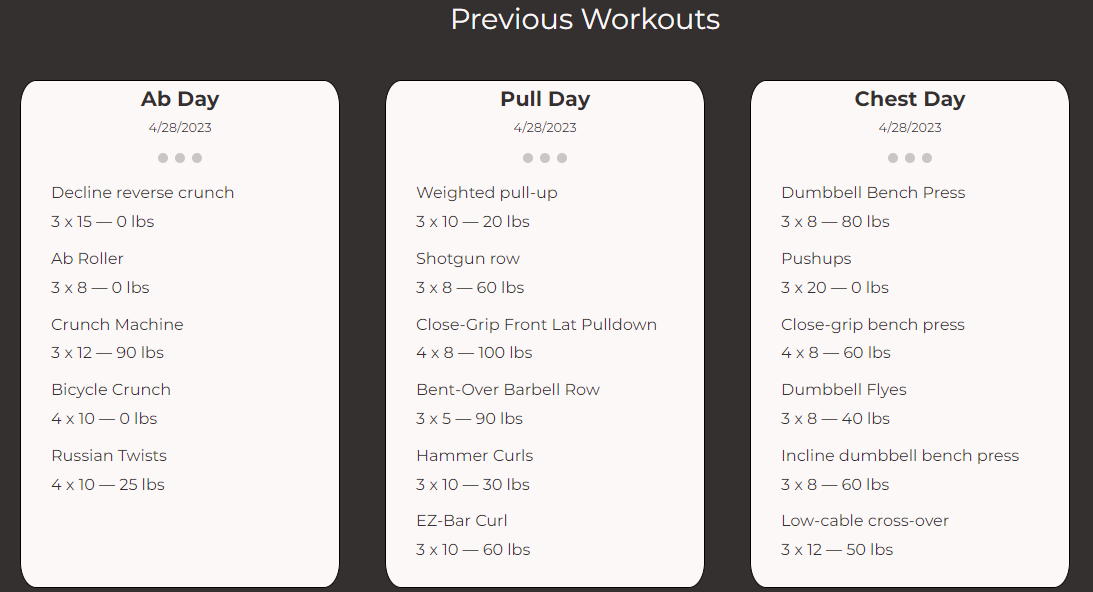 Previous Workouts
Ab Day
4/28/2023
Decline reverse crunch
3 x 15 — 0 lbs
Ab Roller
3 x 8 — 0 lbs
Crunch Machine
3 x 12 — 90 lbs
Bicycle Crunch
4 x 10 — 0 lbs
Russian Twists
4 x 10 — 25 lbs
Pull Day
4/28/2023
Weighted pull-up
3 x 10 — 20 lbs
Shotgun row
3 x 8 — 60 lbs
Close-Grip Front Lat Pulldown
4 x 8 — 100 lbs
Bent-Over Barbell Row
3 x 5 — 90 lbs
Hammer Curls
3 x 10 — 30 lbs
EZ-Bar Curl
3 x 10 — 60 lbs
Chest Day
4/28/2023
Dumbbell Bench Press
3 x 8 — 80 lbs
Pushups
3 x 20 — 0 lbs
Close-grip bench press
4 x 8 — 60 lbs
Dumbbell Flyes
3 x 8 — 40 lbs
Incline dumbbell bench press
3 x 8 — 60 lbs
Low-cable cross-over
3 x 12 — 50 lbs